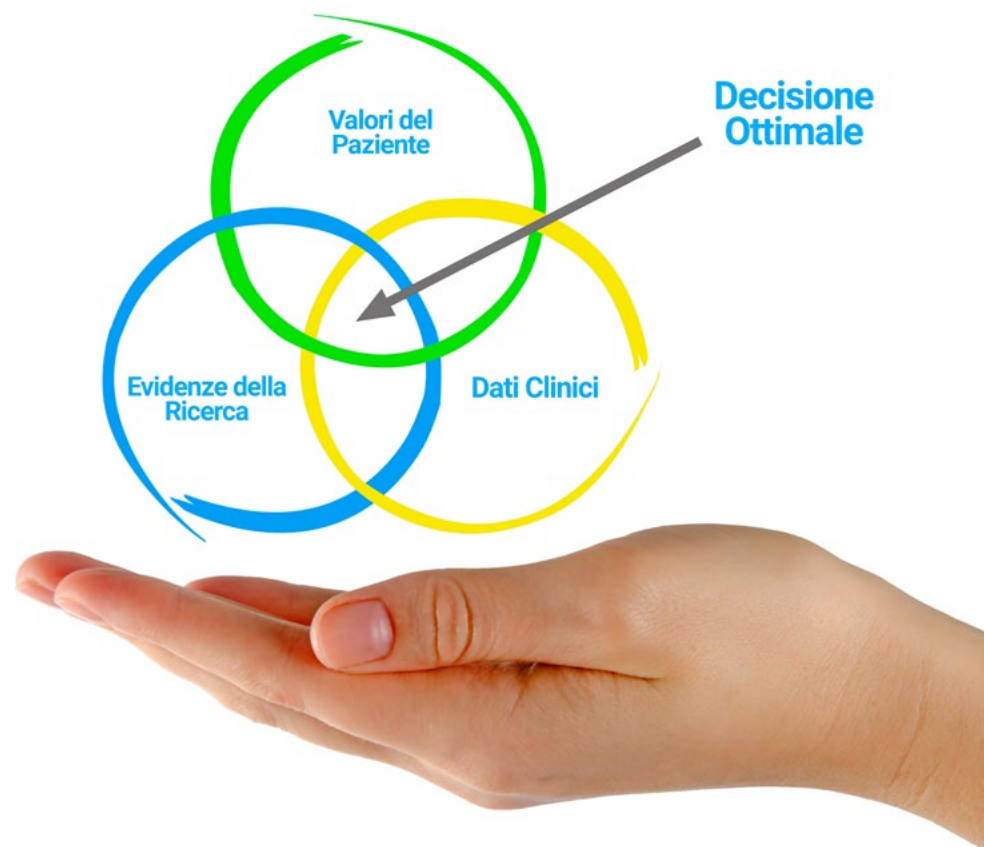 Valori del
Paziente
Decisione
Ottimale
Evidenze della
Ricerca
Dati Clinici